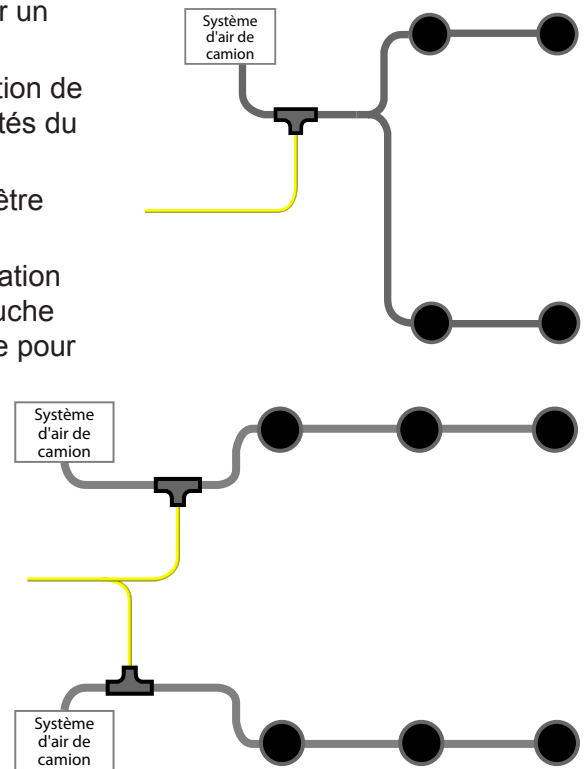 r un
tion de
tés du
être
ation
uche
e pour
Système
d'air de
camion
Système
d'air de
camion
Système
d'air de
camion